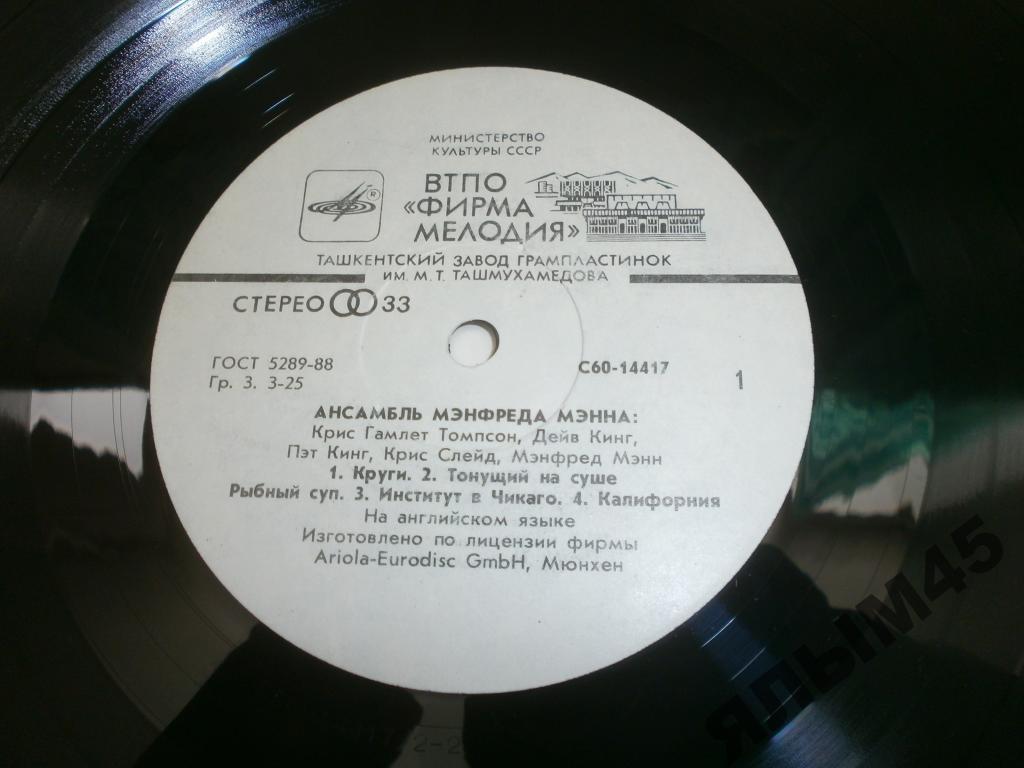 МИНИСТЕРСТВО
КУЛЬТУРЫ СССР
ВТПО
«ФИРМА
МЕЛОДИЯ»
®
ТАШКЕНТСКИЙ ЗАВОД ГРАМПЛАСТИНОК
ИМ. М. Т. ТАШМУХАМЕДОВА
СТЕРЕО 33
ГОСТ 5289-88
Гр. 3. 3-25
С60-14417
1
АНСАМБЛЬ МЭНФРЕДА МЭННА:
Крис Гамлет Томпсон, Дейв Кинг,
Пэт Кинг, Крис Слейд, Мэнфред Мэнн
1. Круги. 2. Тонущий на суше
Рыбный суп. 3. Институт в Чикаго. 4. Калифорния
На английском языке
Изготовлено по лицензии фирмы
Ariola-Eurodisc GmbH, Мюнхен
ЯЛЫМ45